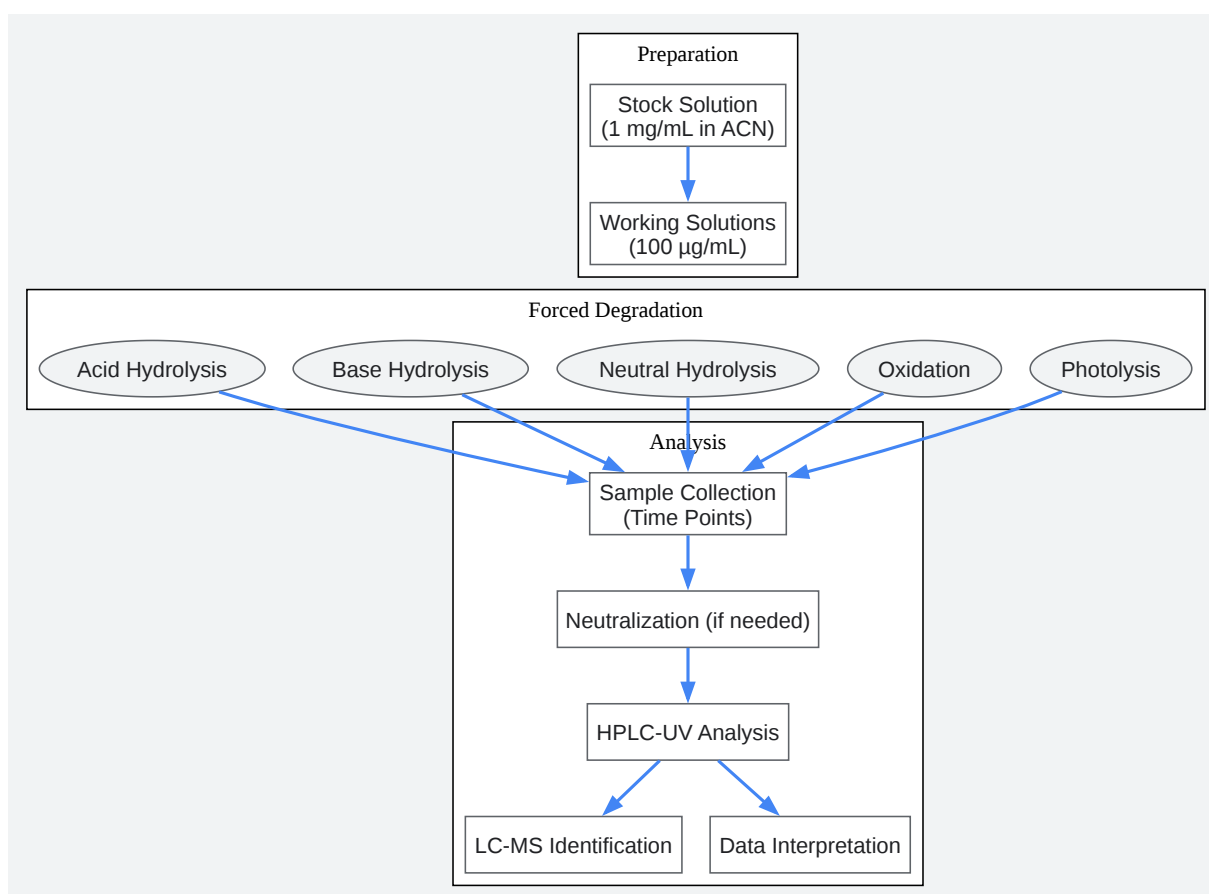 Preparation
Stock Solution
(1 mg/mL in ACN)
Working Solutions
(100 µg/mL)
Forced Degradation
Acid Hydrolysis
Base Hydrolysis
Neutral Hydrolysis
Oxidation
Photolysis
Analysis
Sample Collection
(Time Points)
Neutralization (if needed)
HPLC-UV Analysis
LC-MS Identification
Data Interpretation